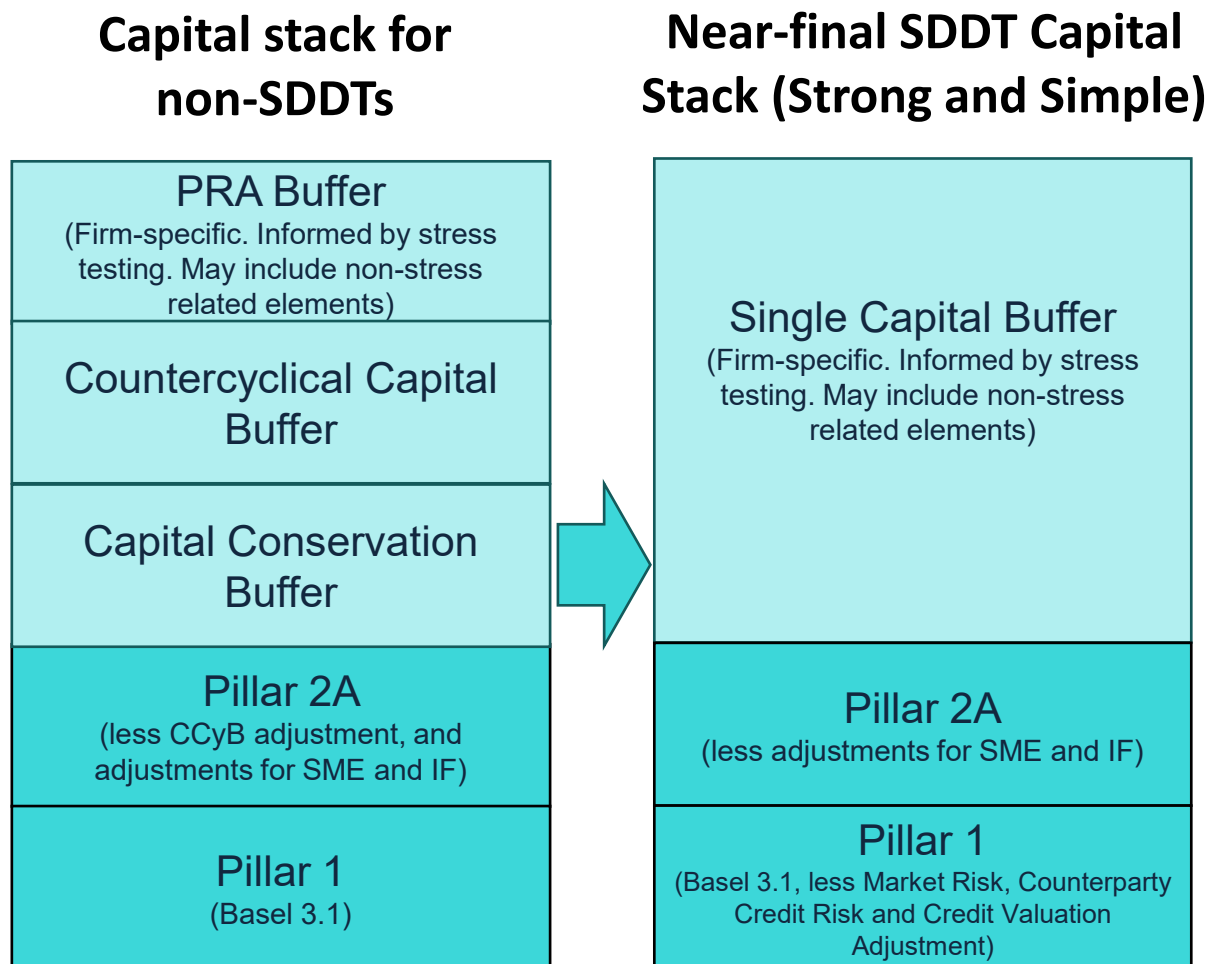 Capital stack for
non-SDDTs
PRA Buffer
(Firm-specific. Informed by stress
testing. May include non-stress
related elements)
Countercyclical Capital
Buffer
Capital Conservation
Buffer
Pillar 2A
(less CCyB adjustment, and
adjustments for SME and IF)
Pillar 1
(Basel 3.1)
Near-final SDDT Capital
Stack (Strong and Simple)
Single Capital Buffer
(Firm-specific. Informed by stress
testing. May include non-stress
related elements)
Pillar 2A
(less adjustments for SME and IF)
Pillar 1
(Basel 3.1, less Market Risk, Counterparty
Credit Risk and Credit Valuation
Adjustment)